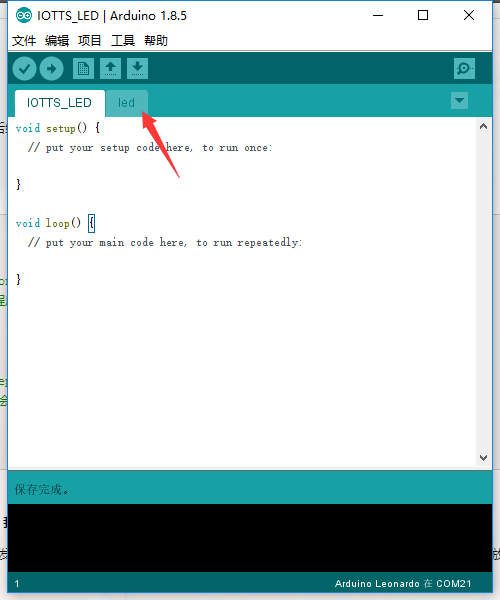 IOTTS_LED | Arduino 1.8.5
文件 编辑 项目 工具 帮助
IOTTS_LED led
void setup() {
// put your setup code here, to run once:
}
void loop() {
// put your main code here, to run repeatedly:
}
保存完成。
1 Arduino Leonardo 在 COM21